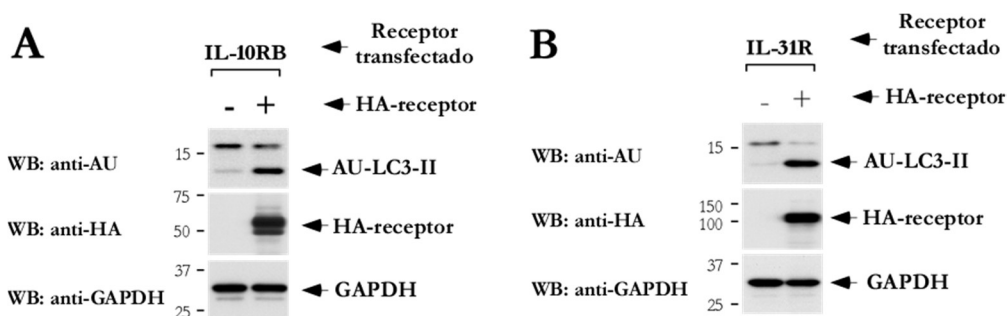 A
IL-10RB
Receptor
transfectado
- +
HA-receptor
WB: anti-AU
15
AU-LC3-II
WB: anti-HA
75
50
HA-receptor
WB: anti-GAPDH
37
25
GAPDH
B
IL-31R
Receptor
transfectado
- +
HA-receptor
WB: anti-AU
15
AU-LC3-II
WB: anti-HA
150
100
HA-receptor
WB: anti-GAPDH
37
25
GAPDH